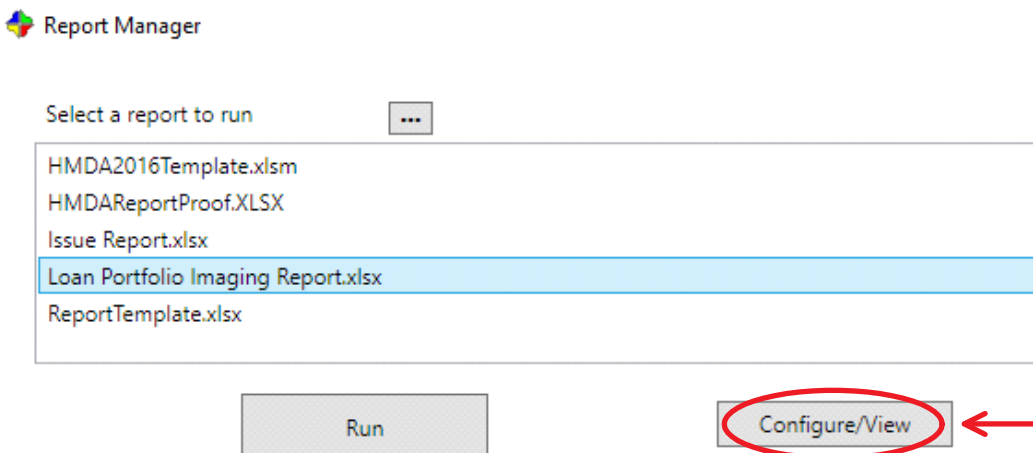 Report Manager
Select a report to run ...
HMDA2016Template.xlsm
HMDAReportProof.XLSX
Issue Report.xlsx
Loan Portfolio Imaging Report.xlsx
ReportTemplate.xlsx
Run Configure/View